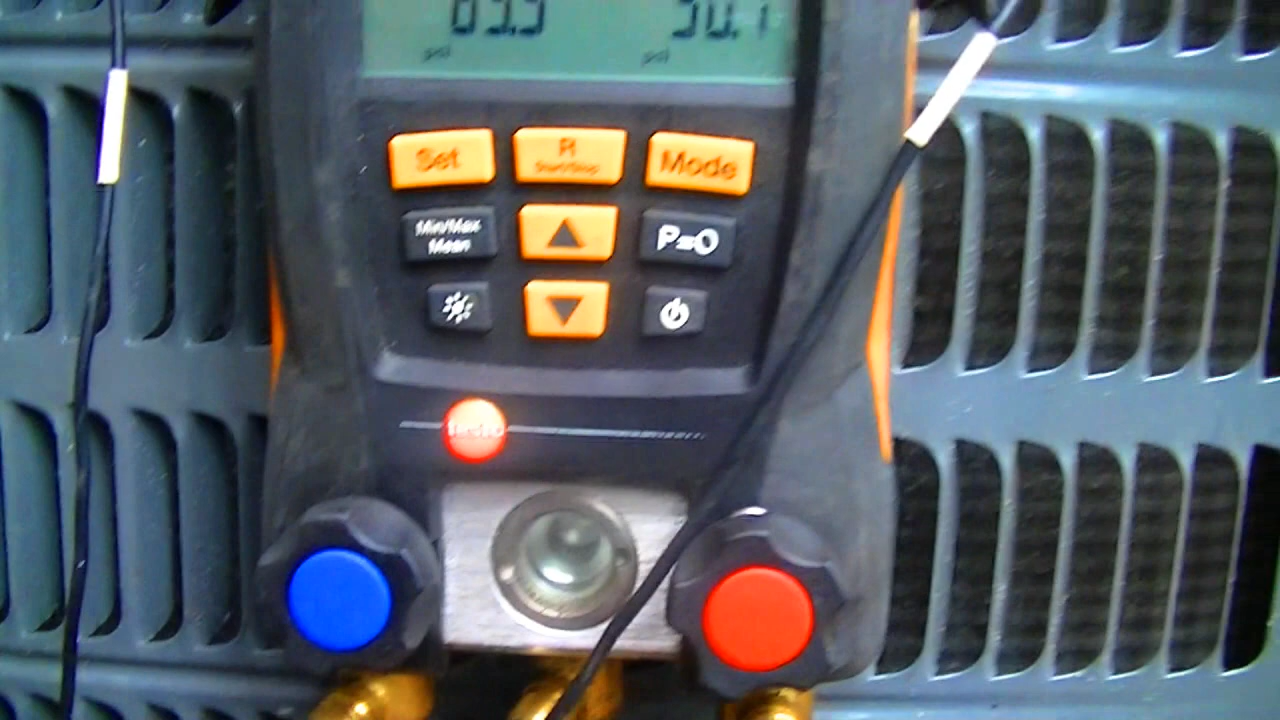 psi psi
Set R Mode
Start/Stop
Min/Max P=0
Mean
testo